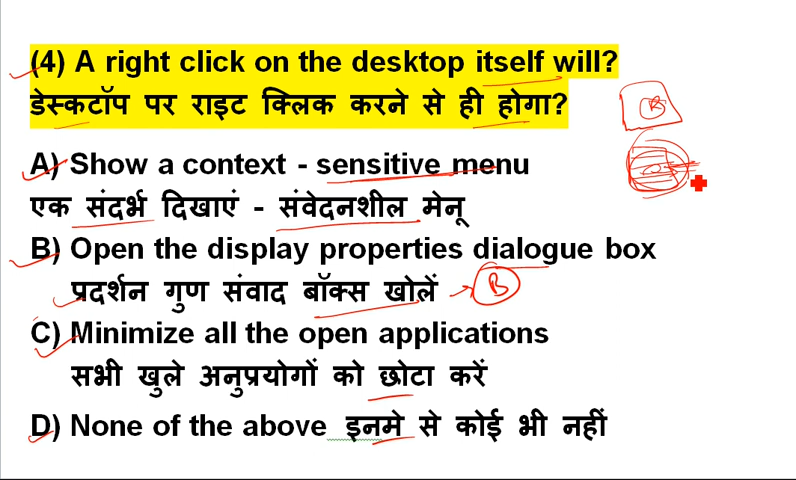 (4) A right click on the desktop itself will?
डेस्कटॉप पर राइट क्लिक करने से ही होगा?
A) Show a context - sensitive menu
एक संदर्भ दिखाएं - संवेदनशील मेनू
B) Open the display properties dialogue box
प्रदर्शन गुण संवाद बॉक्स खोलें B
C) Minimize all the open applications
सभी खुले अनुप्रयोगों को छोटा करें
D) None of the above इनमे से कोई भी नहीं